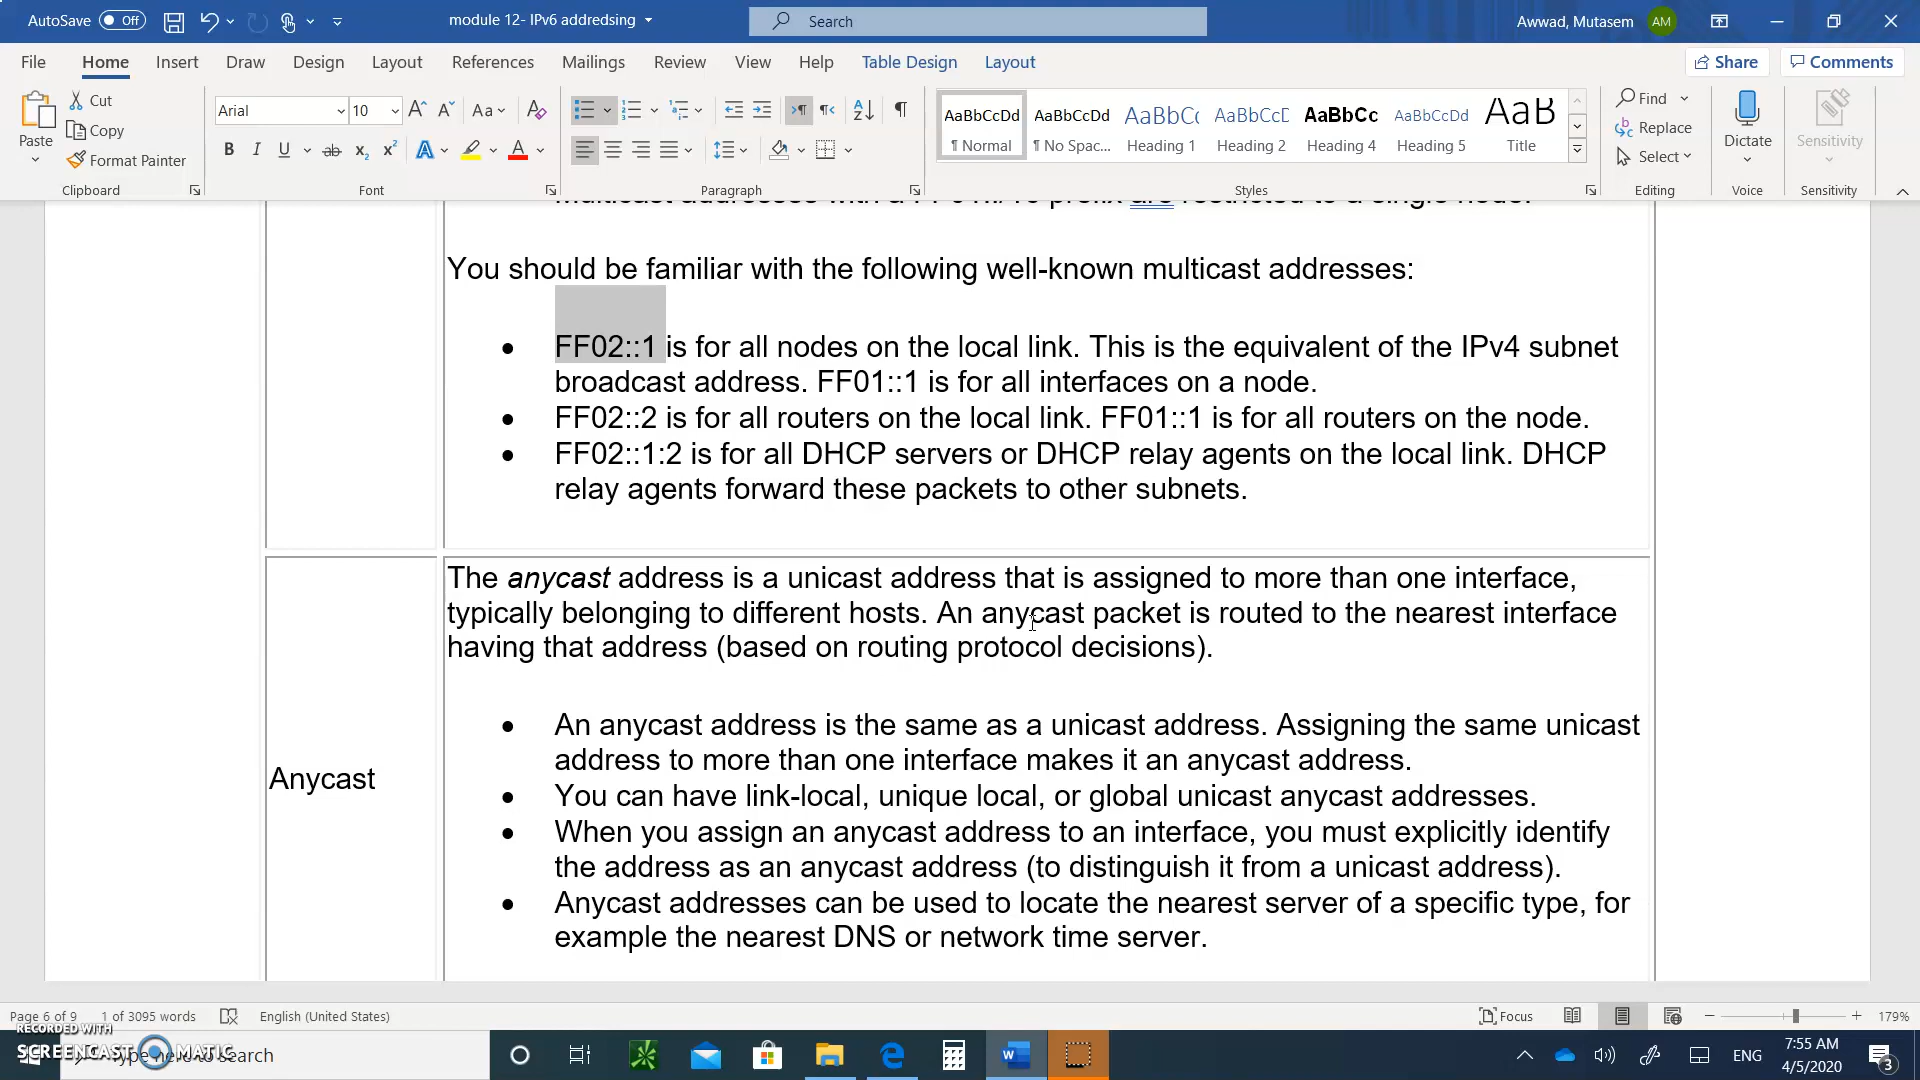 AutoSave Off
module 12- IPv6 addredsing
Search
Awwad, Mutasem AM
File Home Insert Draw Design Layout References Mailings Review View Help Table Design Layout Share Comments
Paste
Cut
Copy
Format Painter
Clipboard
Arial 10
Aa
B I U ab x2 x2 A A
Font
Paragraph
AaBbCcDd AaBbCcDd AaBbCc AaBbCcD AaBbCc AaBbCcDd AaB
¶ Normal ¶ No Spac... Heading 1 Heading 2 Heading 4 Heading 5 Title
Styles
Find
Replace
Select
Editing
Dictate
Voice
Sensitivity
Sensitivity
You should be familiar with the following well-known multicast addresses:
• FF02::1 is for all nodes on the local link. This is the equivalent of the IPv4 subnet
broadcast address. FF01::1 is for all interfaces on a node.
• FF02::2 is for all routers on the local link. FF01::1 is for all routers on the node.
• FF02::1:2 is for all DHCP servers or DHCP relay agents on the local link. DHCP
relay agents forward these packets to other subnets.
Anycast
The anycast address is a unicast address that is assigned to more than one interface,
typically belonging to different hosts. An anycast packet is routed to the nearest interface
having that address (based on routing protocol decisions).
• An anycast address is the same as a unicast address. Assigning the same unicast
address to more than one interface makes it an anycast address.
• You can have link-local, unique local, or global unicast anycast addresses.
• When you assign an anycast address to an interface, you must explicitly identify
the address as an anycast address (to distinguish it from a unicast address).
• Anycast addresses can be used to locate the nearest server of a specific type, for
example the nearest DNS or network time server.
Page 6 of 9 1 of 3095 words English (United States) Focus 179%
RECORDED WITH
SCREENCAST MATIC
Type here to search
ENG
7:55 AM
4/5/2020
3